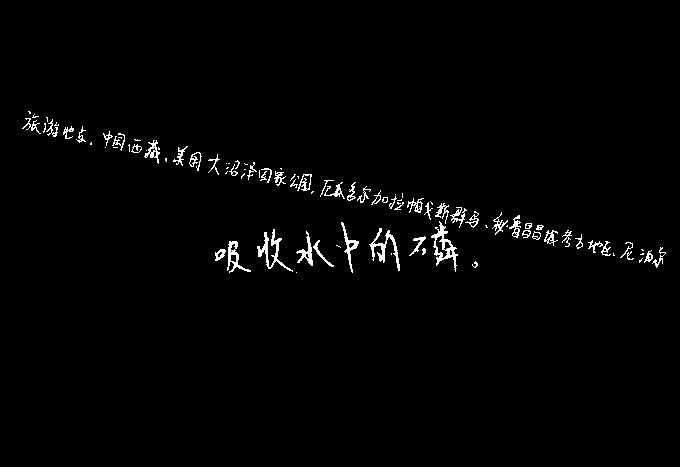 旅游地点,中国西藏、美国大沼泽国家公园,厄瓜多尔加拉帕戈斯群岛、秘鲁昌昌城考古地区、尼泊尔
吸收水中的磷。